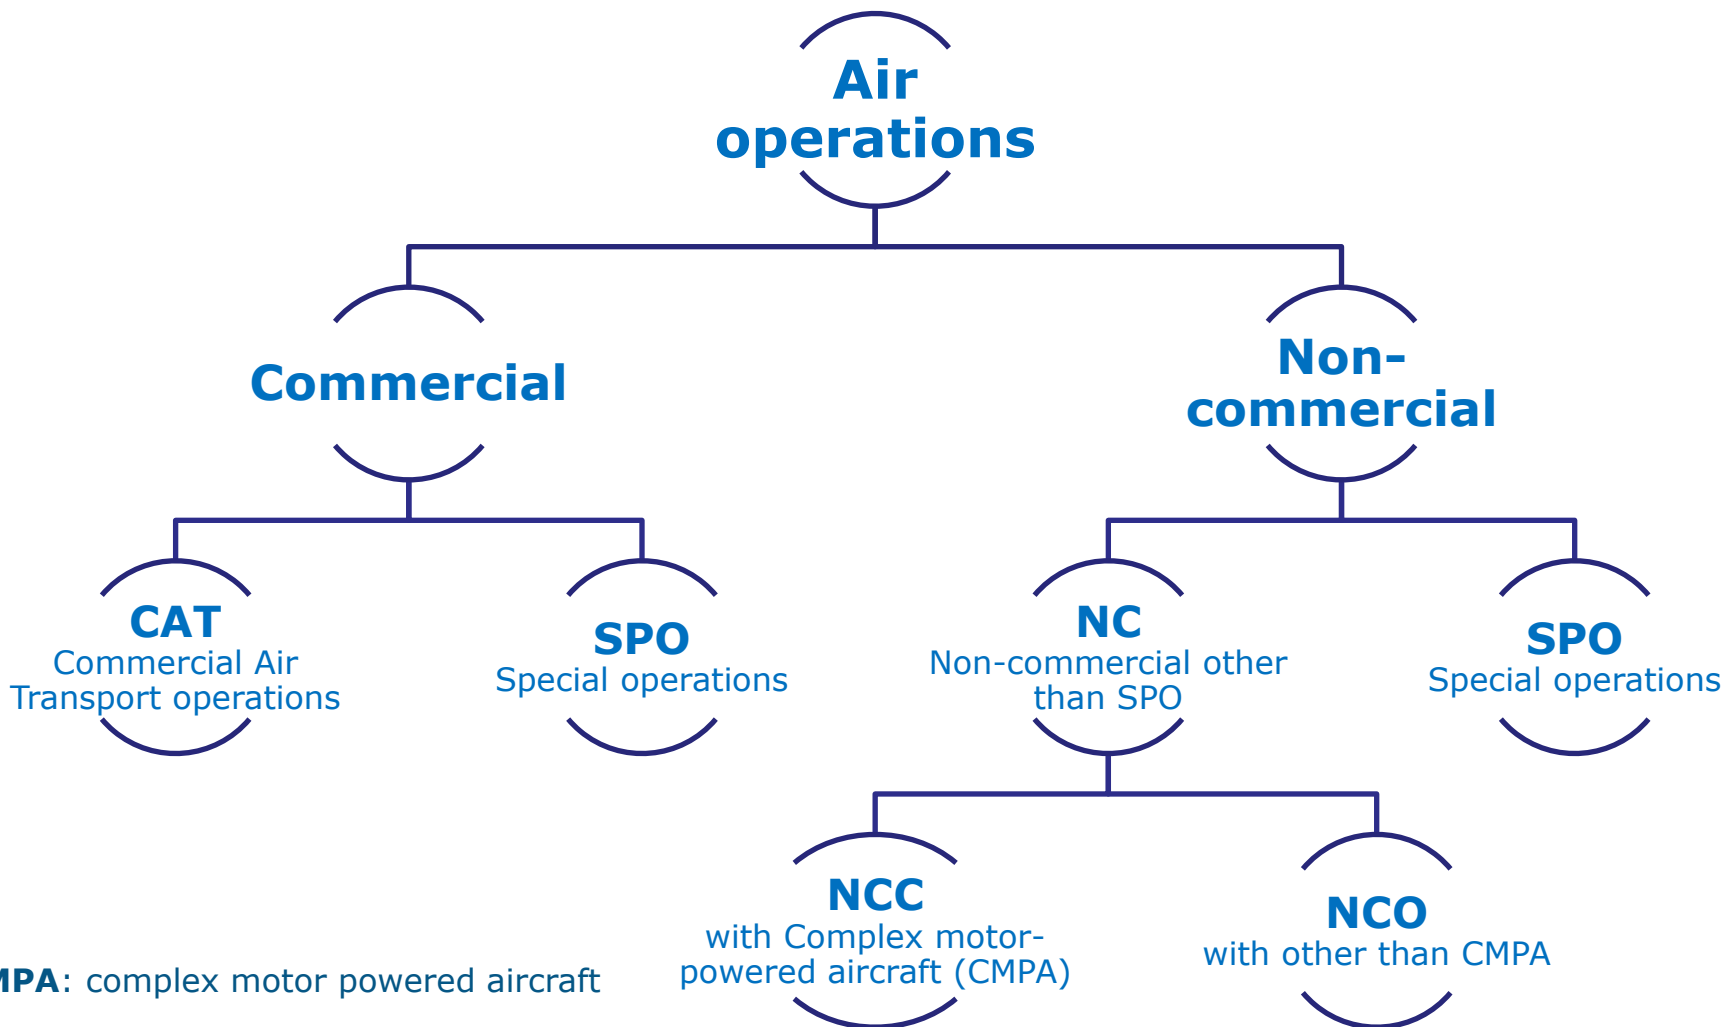 Air
operations
Commercial
Non-
commercial
CAT
Commercial Air
Transport operations
SPO
Special operations
NC
Non-commercial other
than SPO
SPO
Special operations
NCC
with Complex motor-
powered aircraft (CMPA)
NCO
with other than CMPA
MPA: complex motor powered aircraft